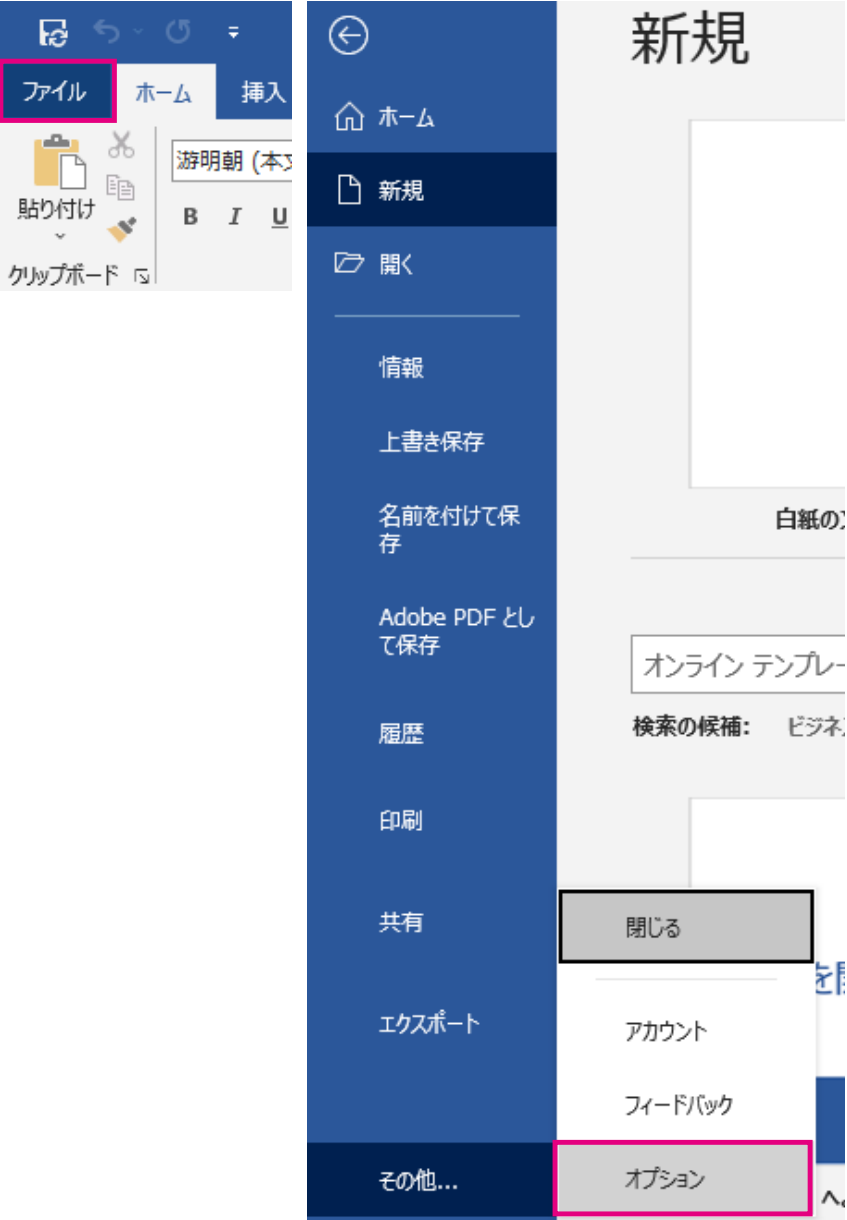 ファイル
ホーム
挿入
貼り付け
游明朝 (本文
B I U
クリップボード
新規
ホーム
新規
開く
情報
上書き保存
名前を付けて保
存
Adobe PDF とし
て保存
履歴
印刷
共有
エクスポート
その他...
白紙の
オンライン テンプレー
検索の候補: ビジネ
閉じる
アカウント
フィードバック
オプション
を